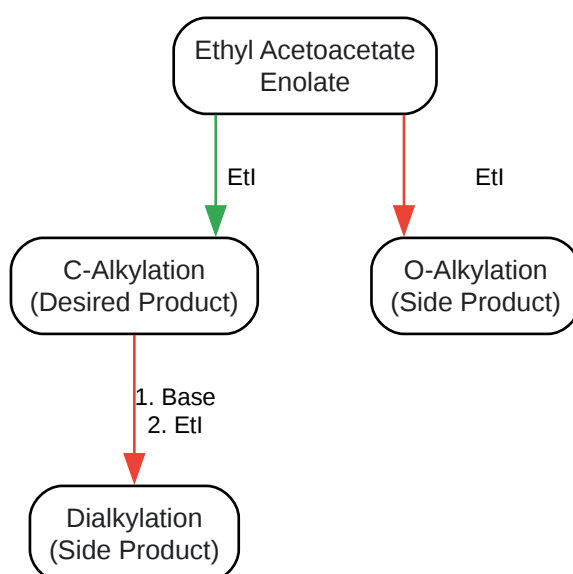 Ethyl Acetoacetate
Enolate
EtI
EtI
C-Alkylation
(Desired Product)
O-Alkylation
(Side Product)
1. Base
2. EtI
Dialkylation
(Side Product)